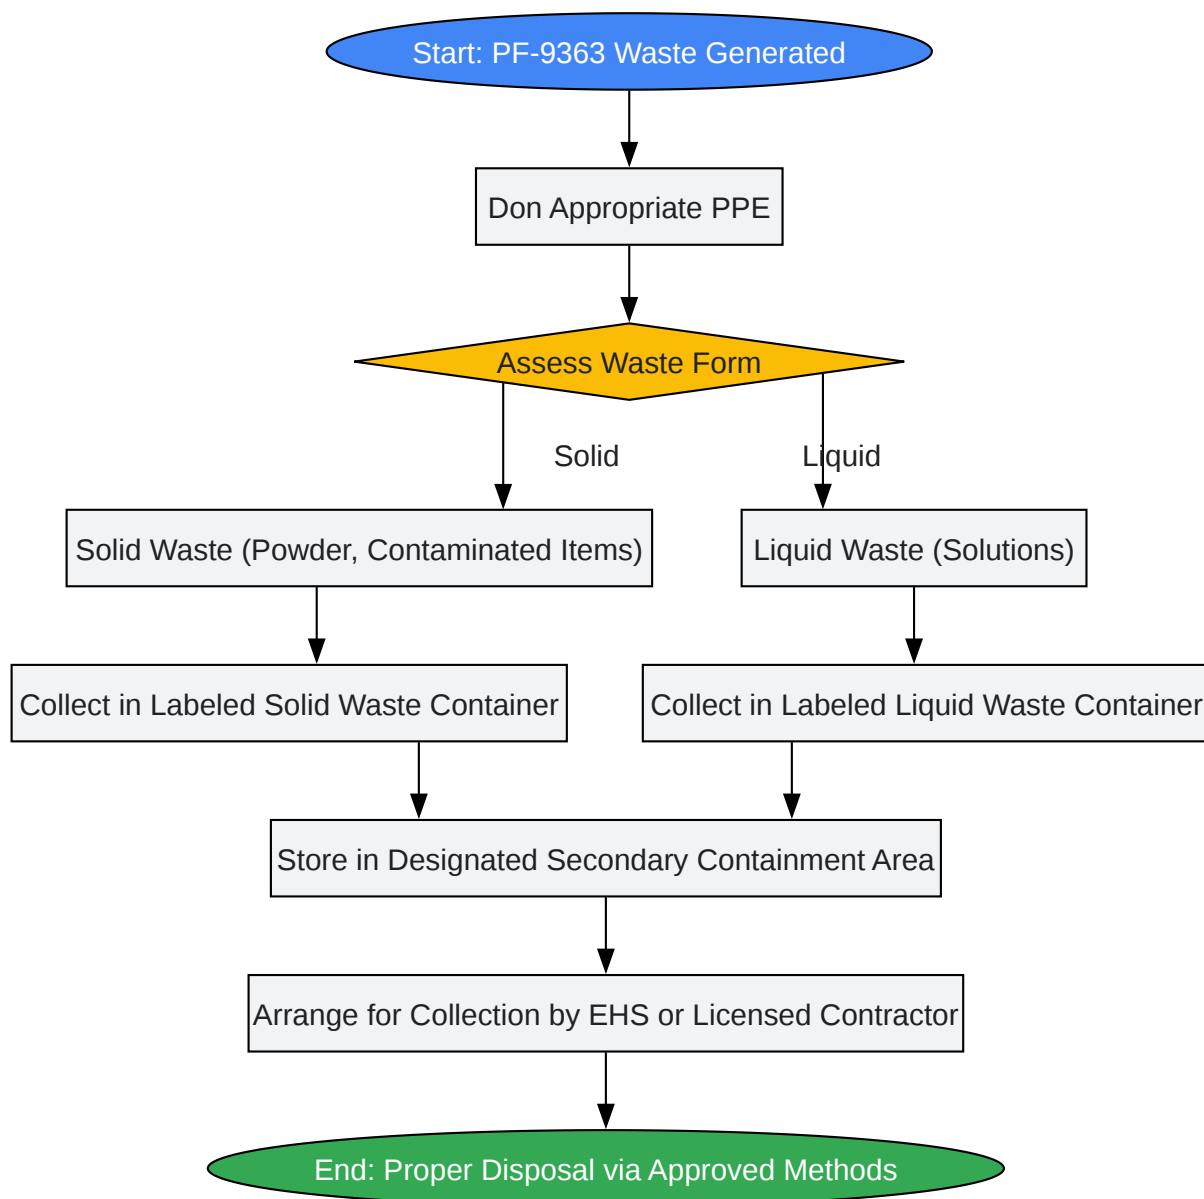 Start: PF-9363 Waste Generated
Don Appropriate PPE
Assess Waste Form
Solid
Liquid
Solid Waste (Powder, Contaminated Items)
Liquid Waste (Solutions)
Collect in Labeled Solid Waste Container
Collect in Labeled Liquid Waste Container
Store in Designated Secondary Containment Area
Arrange for Collection by EHS or Licensed Contractor
End: Proper Disposal via Approved Methods